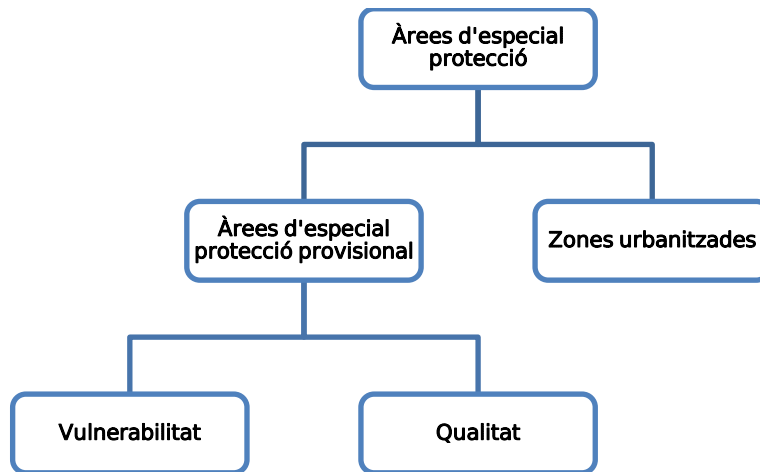 Àrees d'especial
protecció
Àrees d'especial
protecció provisional
Zones urbanitzades
Vulnerabilitat
Qualitat